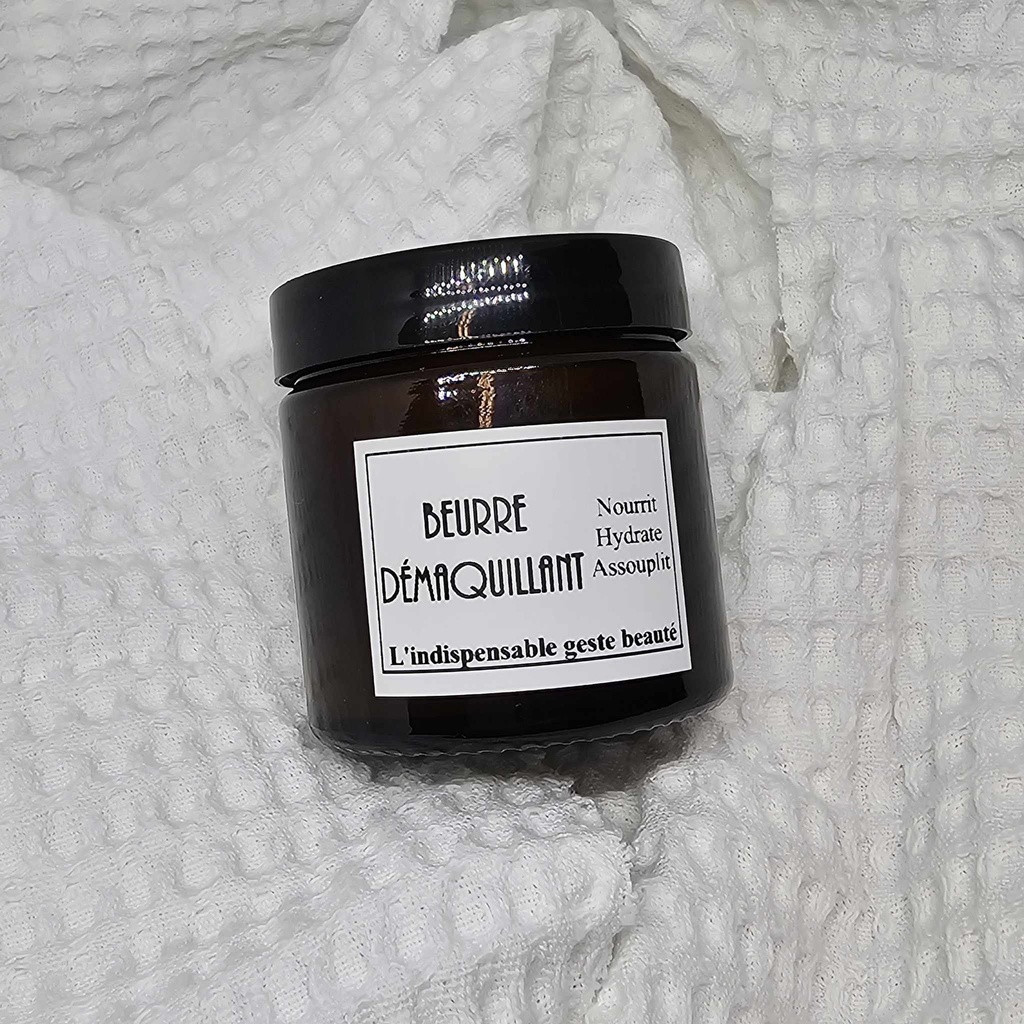 BEURRE
DÉMAQUILLANT
Nourrit
Hydrate
Assouplit
L'indispensable geste beauté